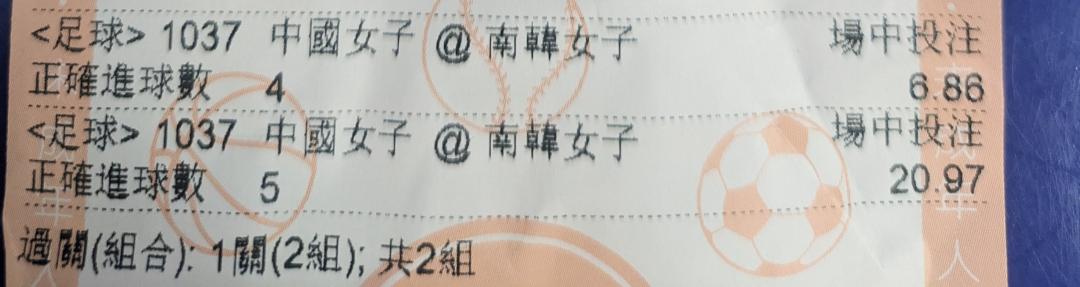 <足球> 1037 中國女子 @ 南韓女子 場中投注
正確進球數 4 6.86
<足球> 1037 中國女子 @ 南韓女子 場中投注
正確進球數 5 20.97
過關(組合): 1關(2組); 共2組